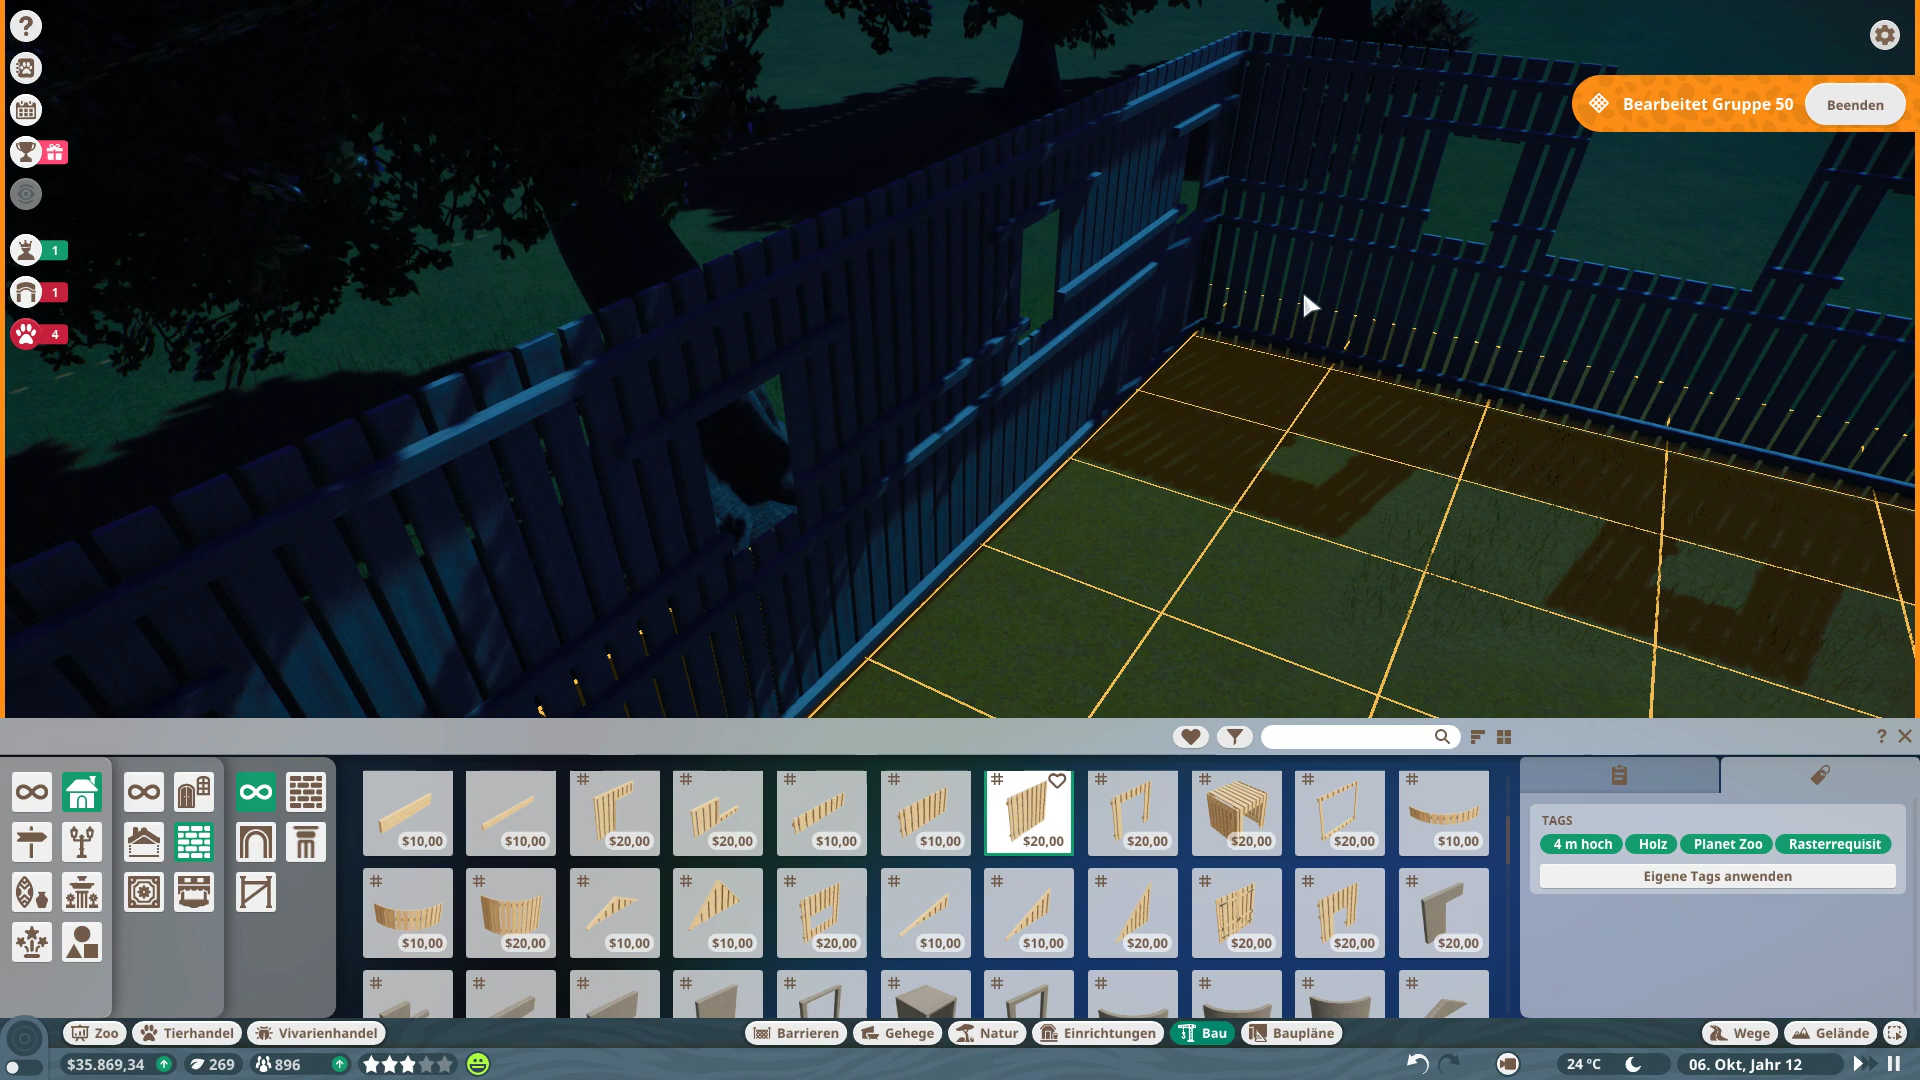 Bearbeitet Gruppe 50
Beenden
1
1
4
$10,00
$10,00
$20,00
$20,00
$10,00
$10,00
$20,00
$20,00
$20,00
$20,00
$10,00
$10,00
$20,00
$10,00
$10,00
$20,00
$10,00
$10,00
$20,00
$20,00
$20,00
$20,00
TAGS
4 m hoch
Holz
Planet Zoo
Rasterrequisit
Eigene Tags anwenden
Zoo
Tierhandel
Vivarienhandel
Barrieren
Gehege
Natur
Einrichtungen
Bau
Baupläne
Wege
Gelände
$35.869,34
269
896
24 °C
06. Okt, Jahr 12